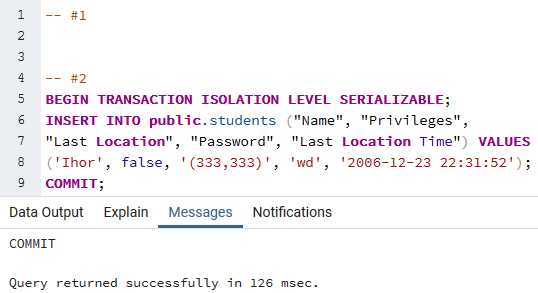 1 -- #1
2
3
4 -- #2
5 BEGIN TRANSACTION ISOLATION LEVEL SERIALIZABLE;
6 INSERT INTO public.students ("Name", "Privileges",
7 "Last Location", "Password", "Last Location Time") VALUES
8 ('Ihor', false, '(333,333)', 'wd', '2006-12-23 22:31:52');
9 COMMIT;
Data Output Explain Messages Notifications
COMMIT
Query returned successfully in 126 msec.